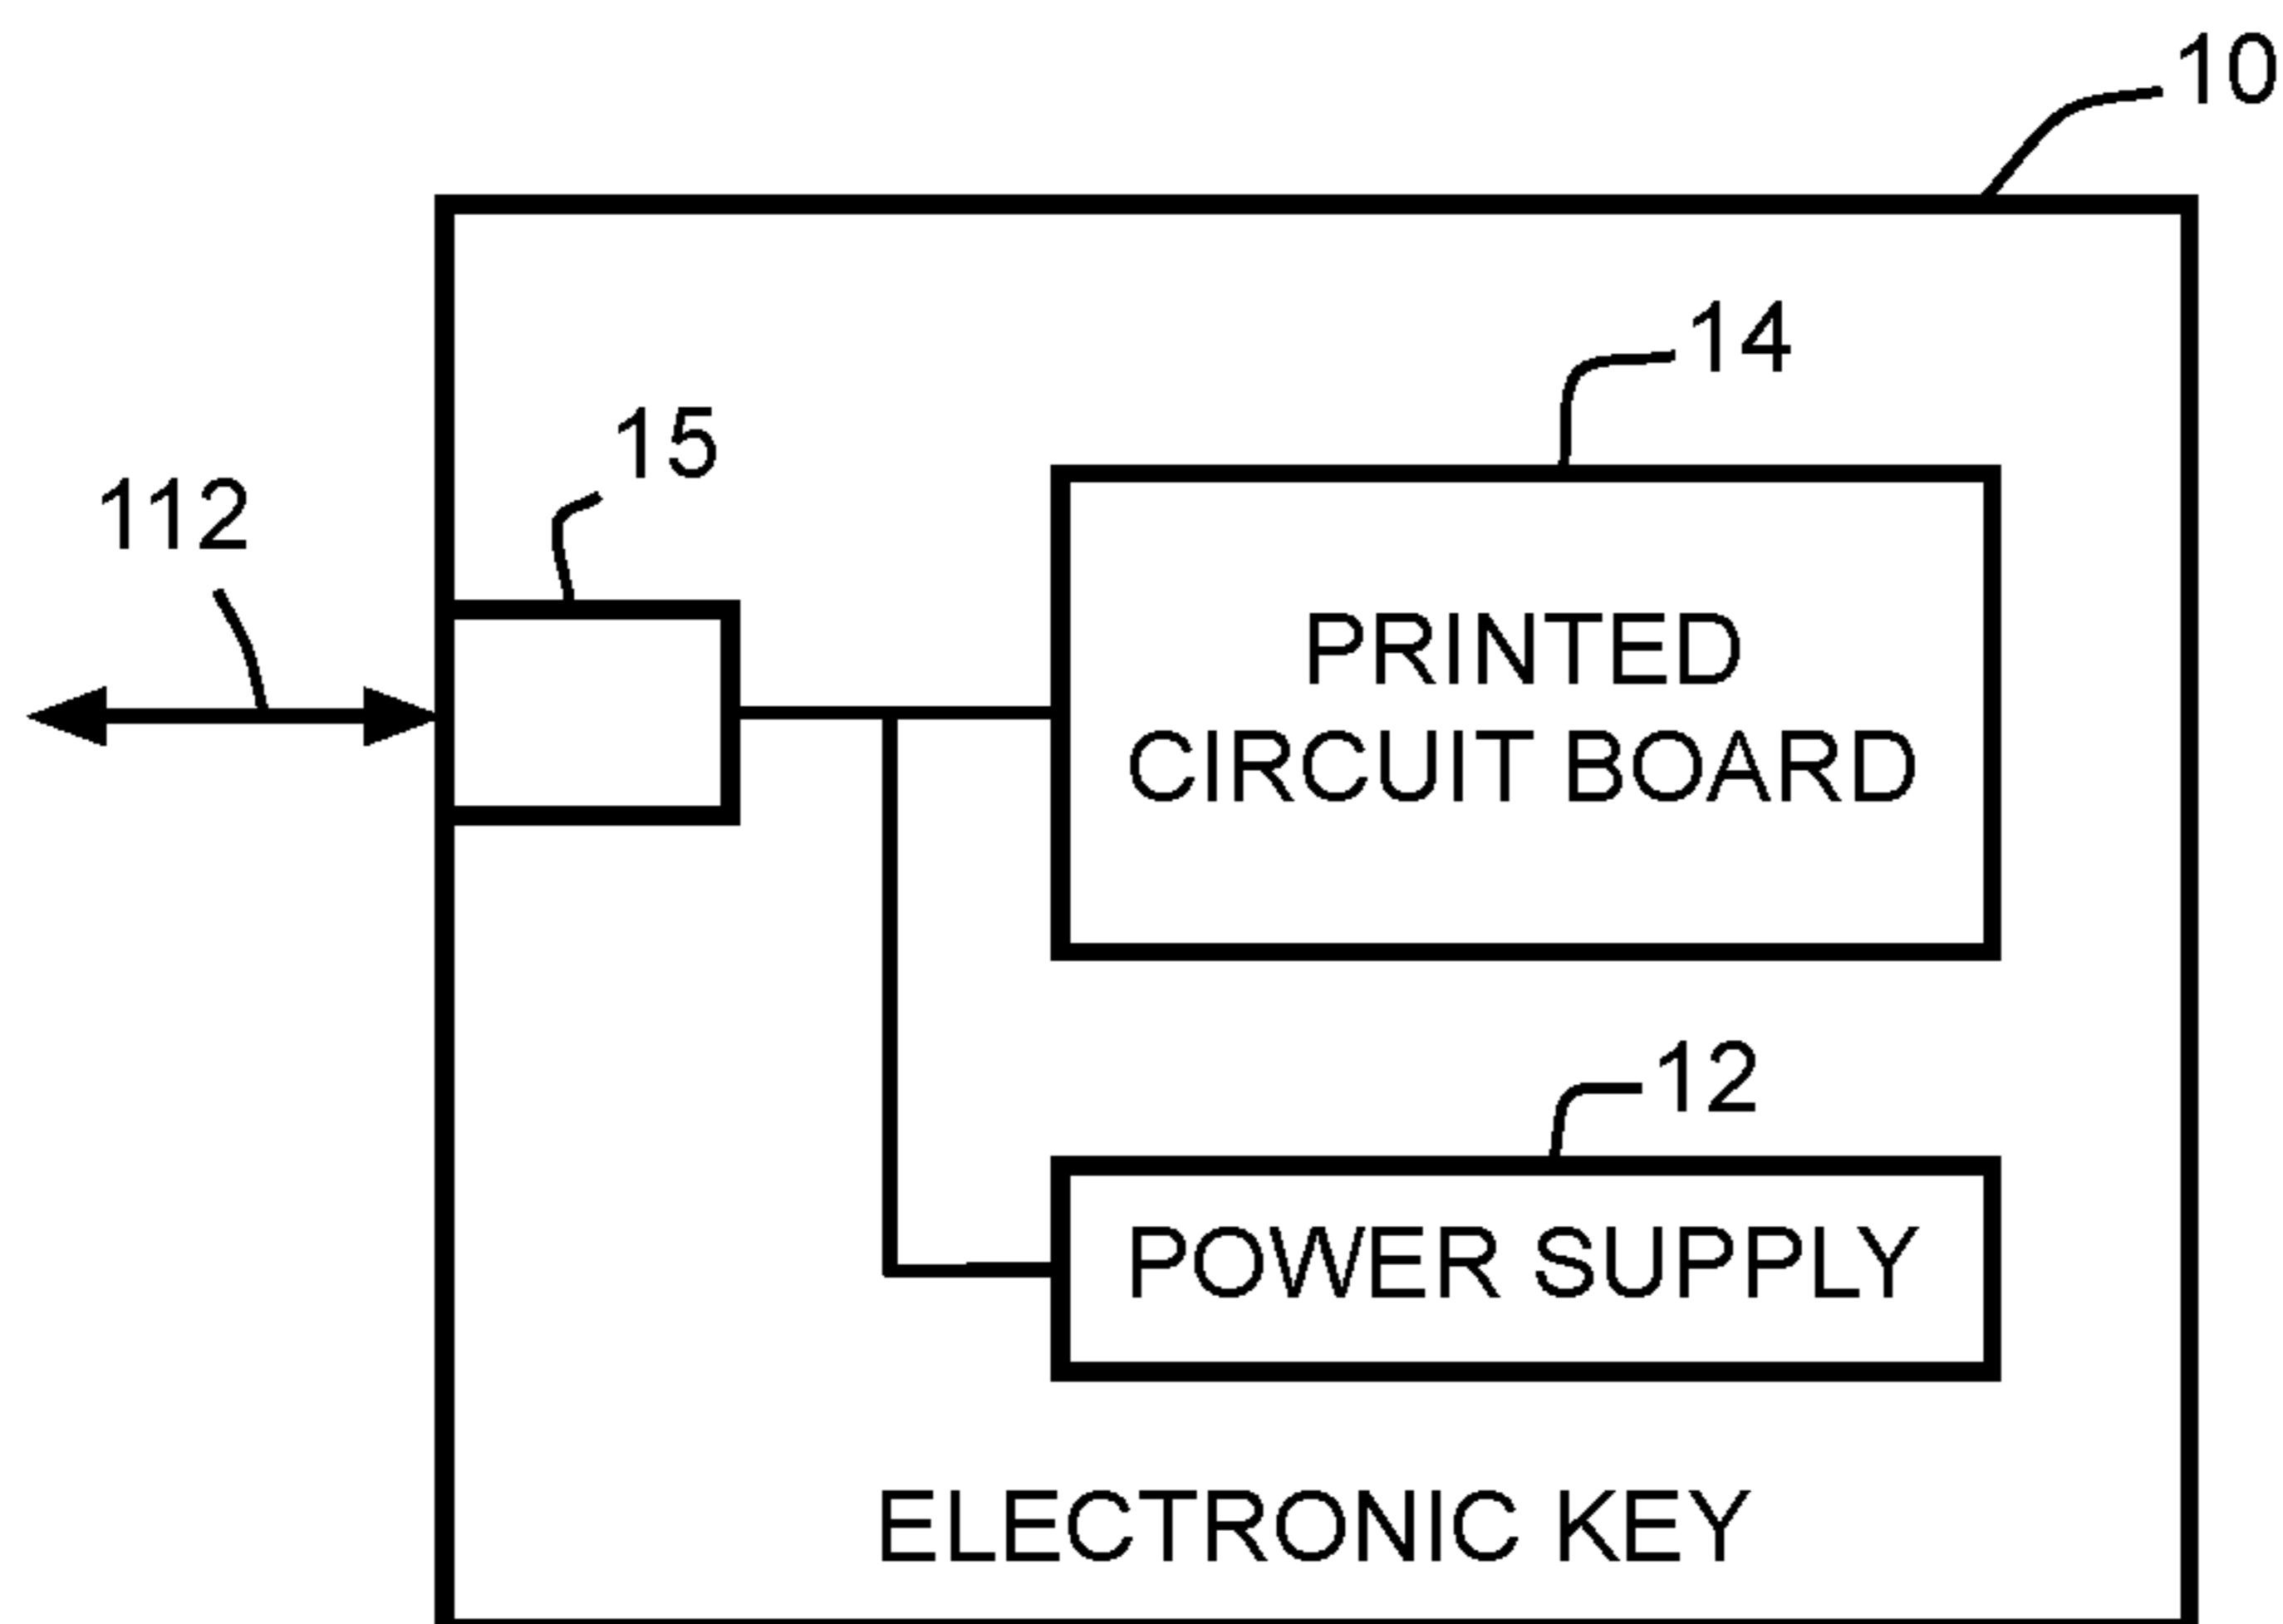 10
14
15
112
PRINTED
CIRCUIT BOARD
12
POWER SUPPLY
ELECTRONIC KEY